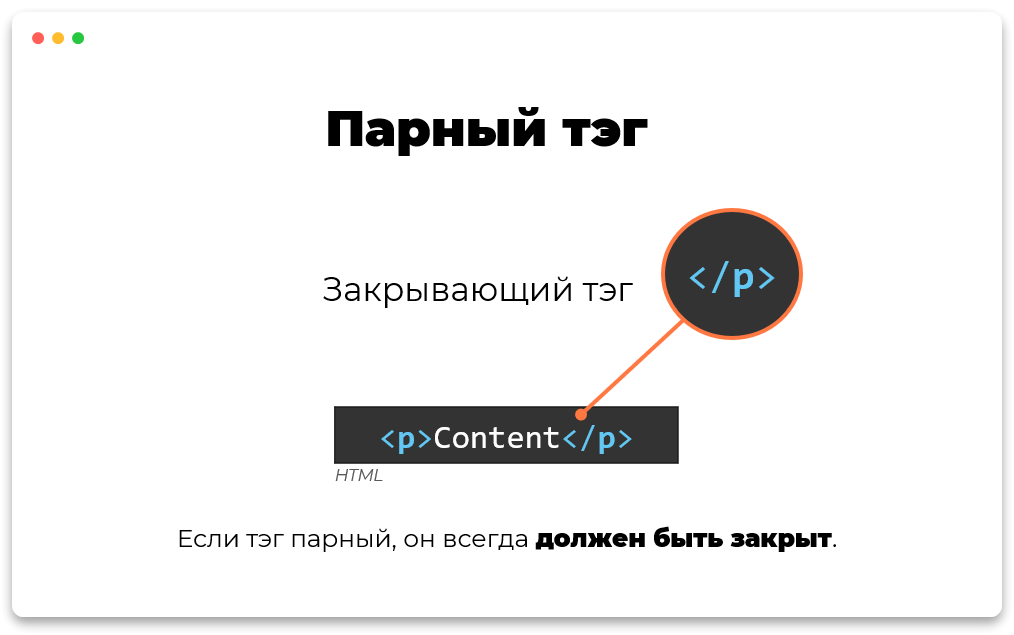 Парный тэг
Закрывающий тэг
</p>
<p>Content</p>
HTML
Если тэг парный, он всегда должен быть закрыт.